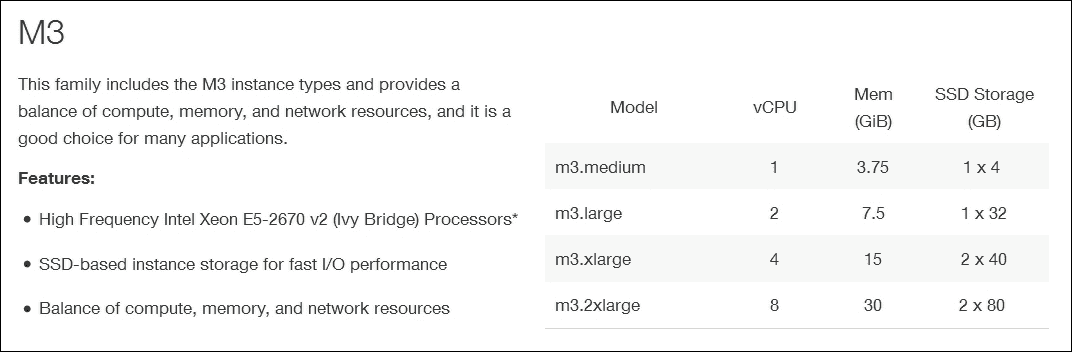 M3
This family includes the M3 instance types and provides a
balance of compute, memory, and network resources, and it is a
good choice for many applications.
Features:
• High Frequency Intel Xeon E5-2670 v2 (Ivy Bridge) Processors*
• SSD-based instance storage for fast I/O performance
• Balance of compute, memory, and network resources
Model vCPU Mem (GiB) SSD Storage (GB)
m3.medium 1 3.75 1 x 4
m3.large 2 7.5 1 x 32
m3.xlarge 4 15 2 x 40
m3.2xlarge 8 30 2 x 80